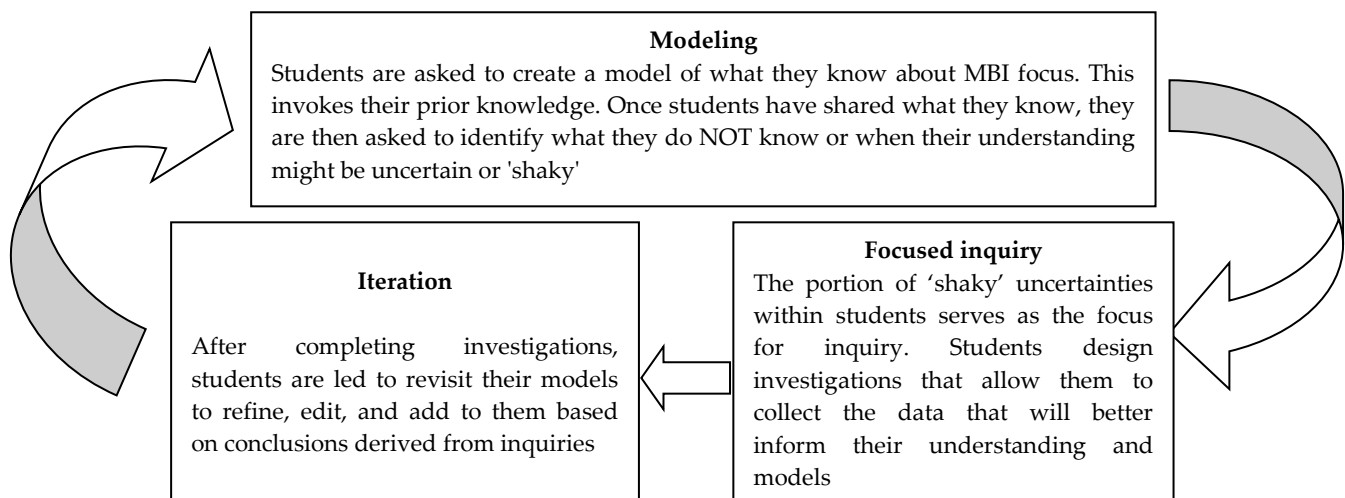 Modeling
Students are asked to create a model of what they know about MBI focus. This
invokes their prior knowledge. Once students have shared what they know, they
are then asked to identify what they do NOT know or when their understanding
might be uncertain or 'shaky'
Iteration
After completing investigations,
students are led to revisit their models
to refine, edit, and add to them based
on conclusions derived from inquiries
Focused inquiry
The portion of ‘shaky’ uncertainties
within students serves as the focus
for inquiry. Students design
investigations that allow them to
collect the data that will better
inform their understanding and
models